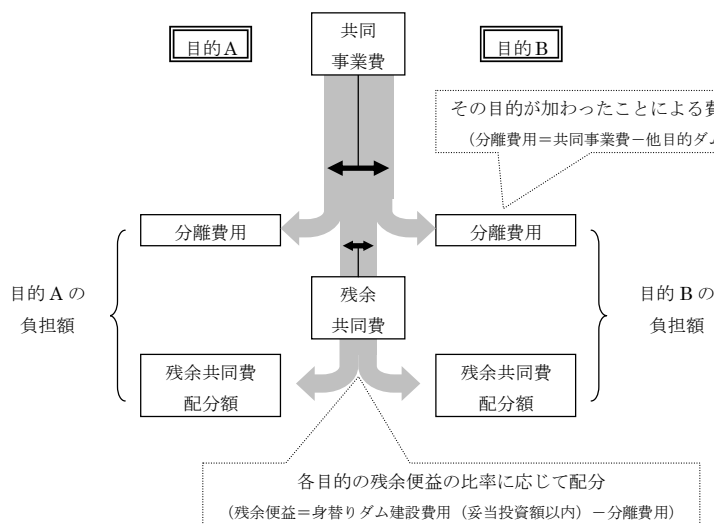 目的A
共同
事業費
目的B
その目的が加わったことによる費
（分離費用＝共同事業費－他目的ダム
分離費用
分離費用
目的Aの
負担額
残余
共同費
目的Bの
負担額
残余共同費
配分額
残余共同費
配分額
各目的の残余便益の比率に応じて配分
（残余便益＝身替りダム建設費用（妥当投資額以内）－分離費用）